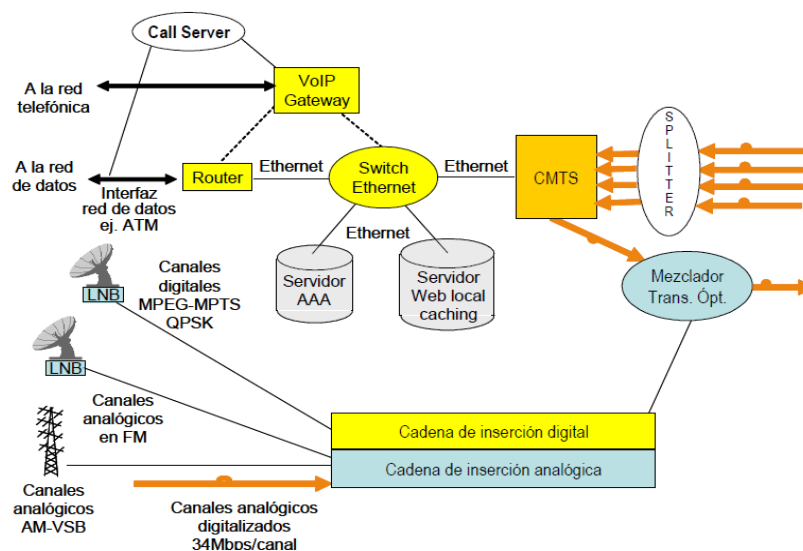 Call Server
A la red
telefónica
VoIP
Gateway
A la red
de datos
Interfaz
red de datos
ej. ATM
Router
Ethernet
Switch
Ethernet
Ethernet
CMTS
SPLITTER
Ethernet
Servidor
AAA
Servidor
Web local
caching
Mezclador
Trans. Ópt.
LNB
Canales
digitales
MPEG-MPTS
QPSK
LNB
Canales
analógicos
en FM
Cadena de inserción digital
Cadena de inserción analógica
Canales
analógicos
AM-VSB
Canales analógicos
digitalizados
34Mbps/canal